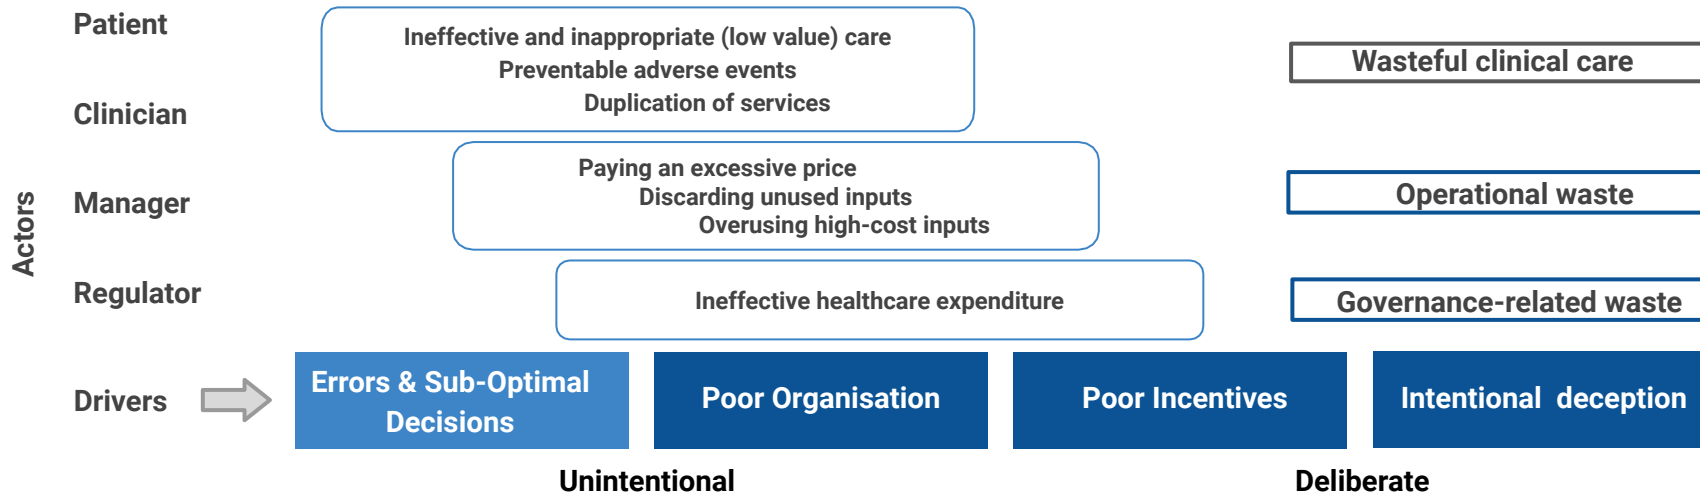 Patient
Ineffective and inappropriate (low value) care
Preventable adverse events
Duplication of services
Wasteful clinical care
Clinician
Actors
Manager
Paying an excessive price
Discarding unused inputs
Overusing high-cost inputs
Operational waste
Regulator
Ineffective healthcare expenditure
Governance-related waste
Drivers
Errors & Sub-Optimal
Decisions
Poor Organisation
Poor Incentives
Intentional deception
Unintentional
Deliberate